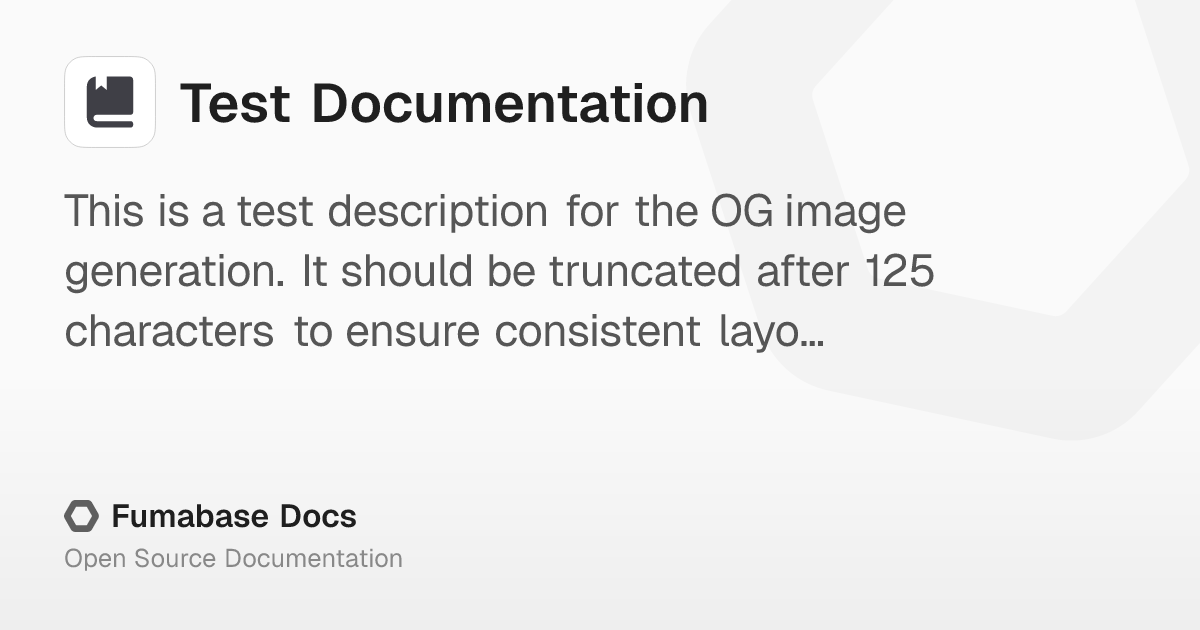 Test Documentation
This is a test description for the OG image
generation. It should be truncated after 125
characters to ensure consistent layo...
Fumabase Docs
Open Source Documentation